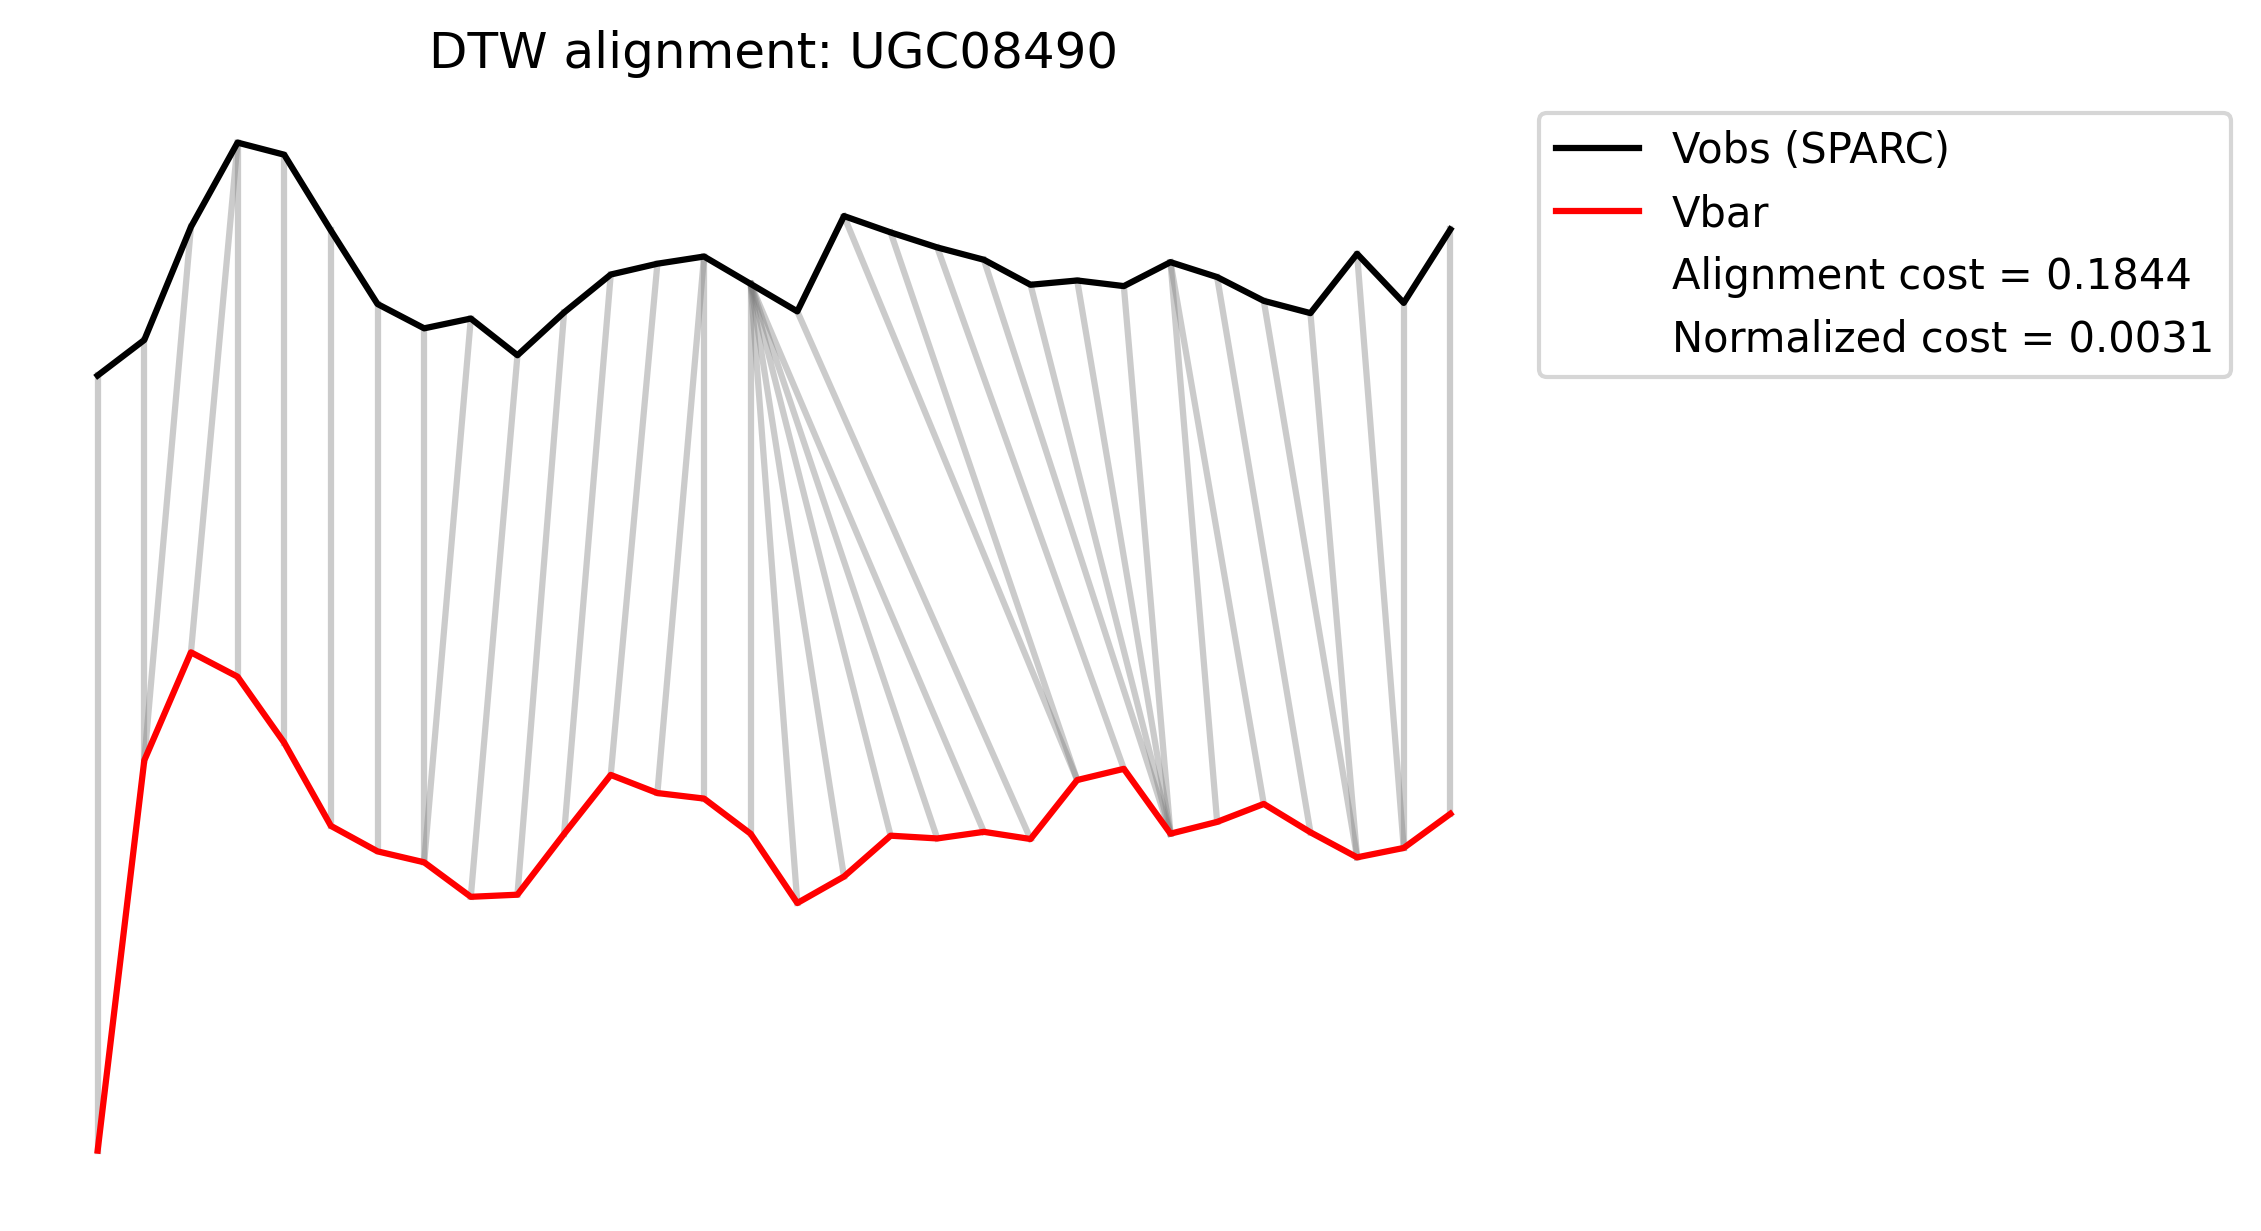 DTW alignment: UGC08490
Vobs (SPARC)
Vbar
Alignment cost = 0.1844
Normalized cost = 0.0031